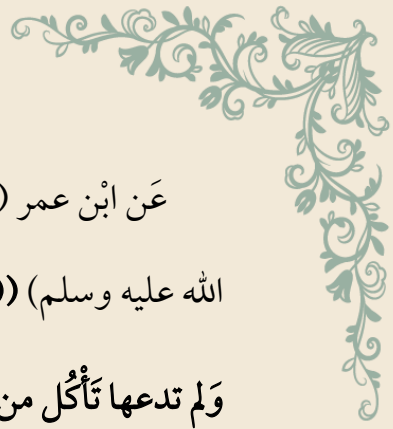 عَن ابْن عمر (
الله عليه وسلم) ((
وَلم تدعها تَأْكُل من